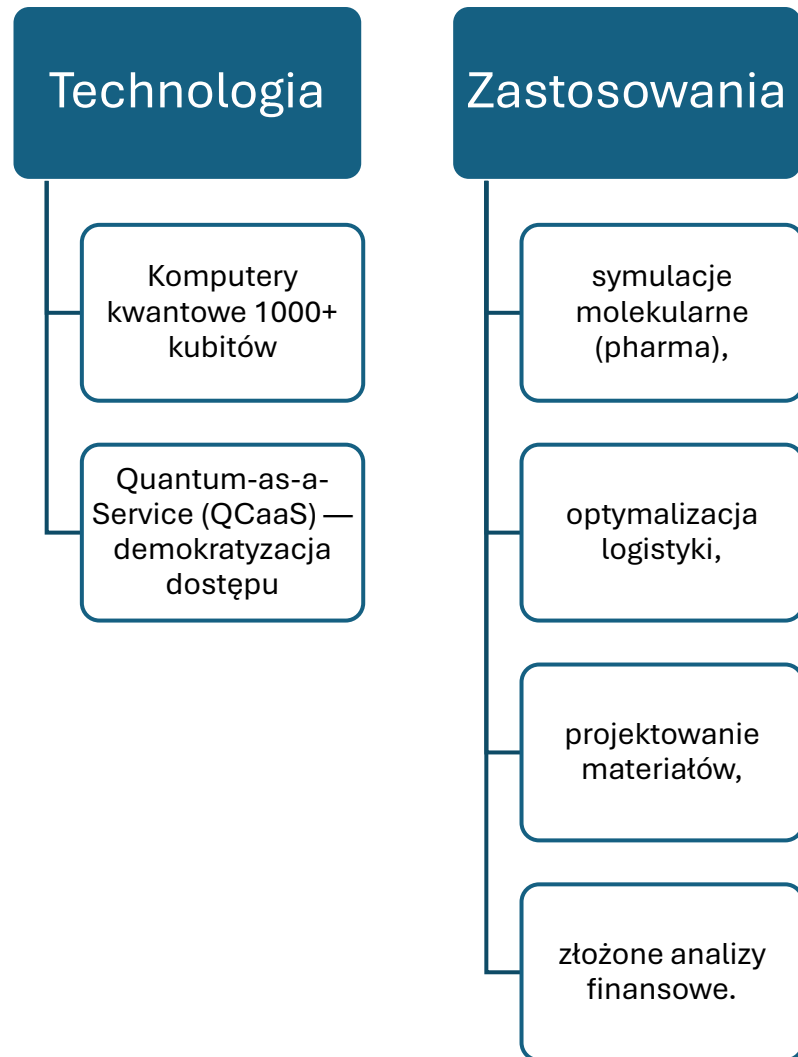 Technologia
Komputery
kwantowe 1000+
kubitów
Quantum-as-a-
Service (QCaaS) —
demokratyzacja
dostępu
Zastosowania
symulacje
molekularne
(pharma),
optymalizacja
logistyki,
projektowanie
materiałów,
złożone analizy
finansowe.